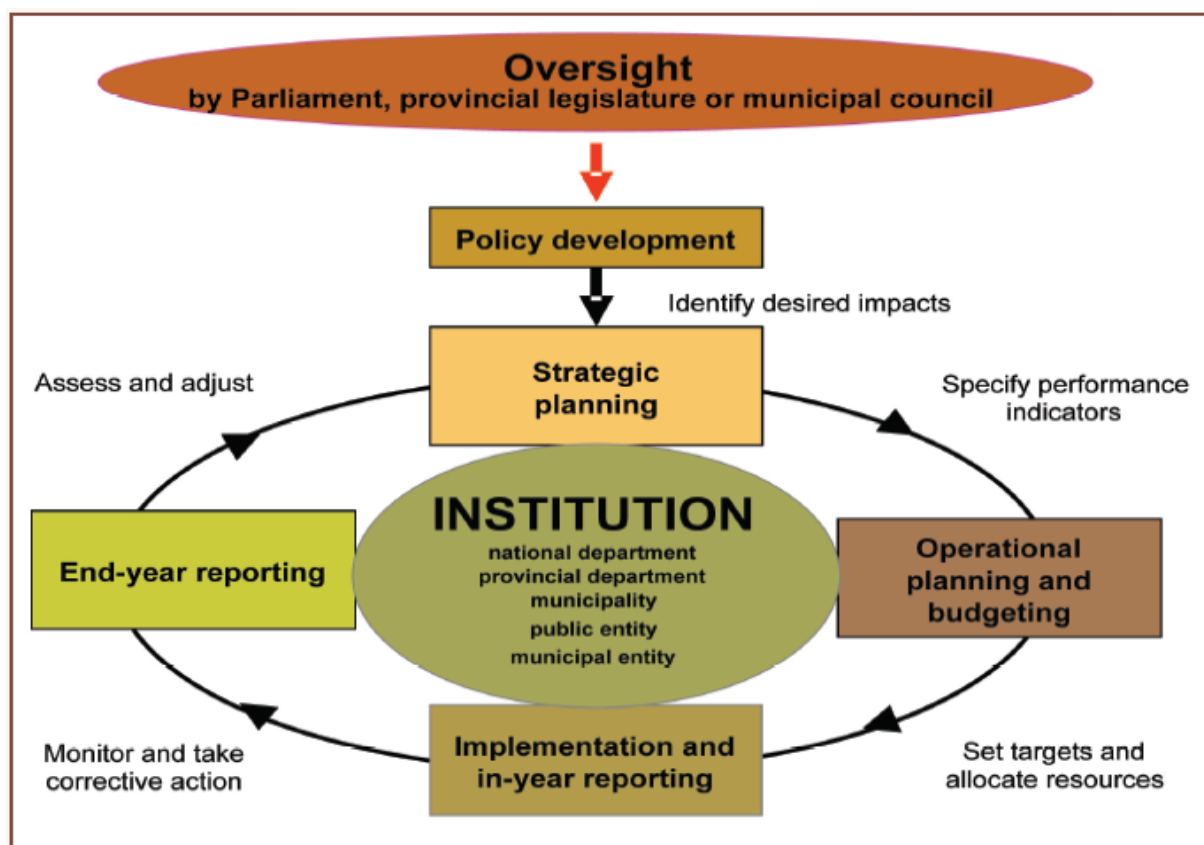 Oversight
by Parliament, provincial legislature or municipal council
Policy development
Identify desired impacts
Strategic
planning
Assess and adjust
Specify performance
indicators
INSTITUTION
national department
provincial department
municipality
public entity
municipal entity
End-year reporting
Operational
planning and
budgeting
Implementation and
in-year reporting
Monitor and take
corrective action
Set targets and
allocate resources